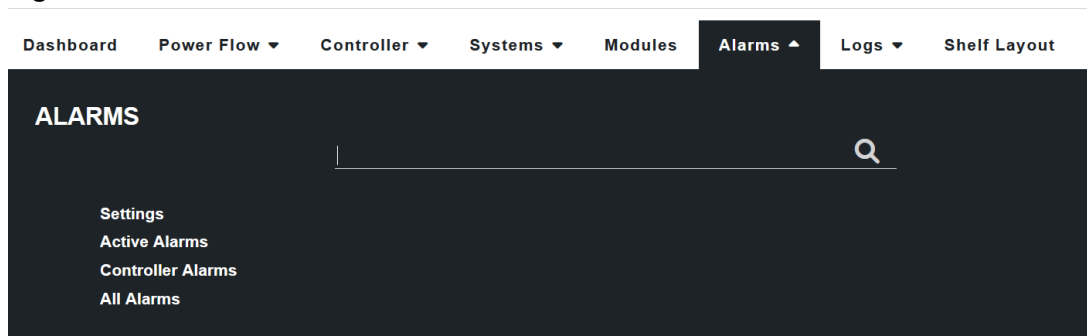 Dashboard Power Flow Controller Systems Modules Alarms Logs Shelf Layout
ALARMS
Settings
Active Alarms
Controller Alarms
All Alarms